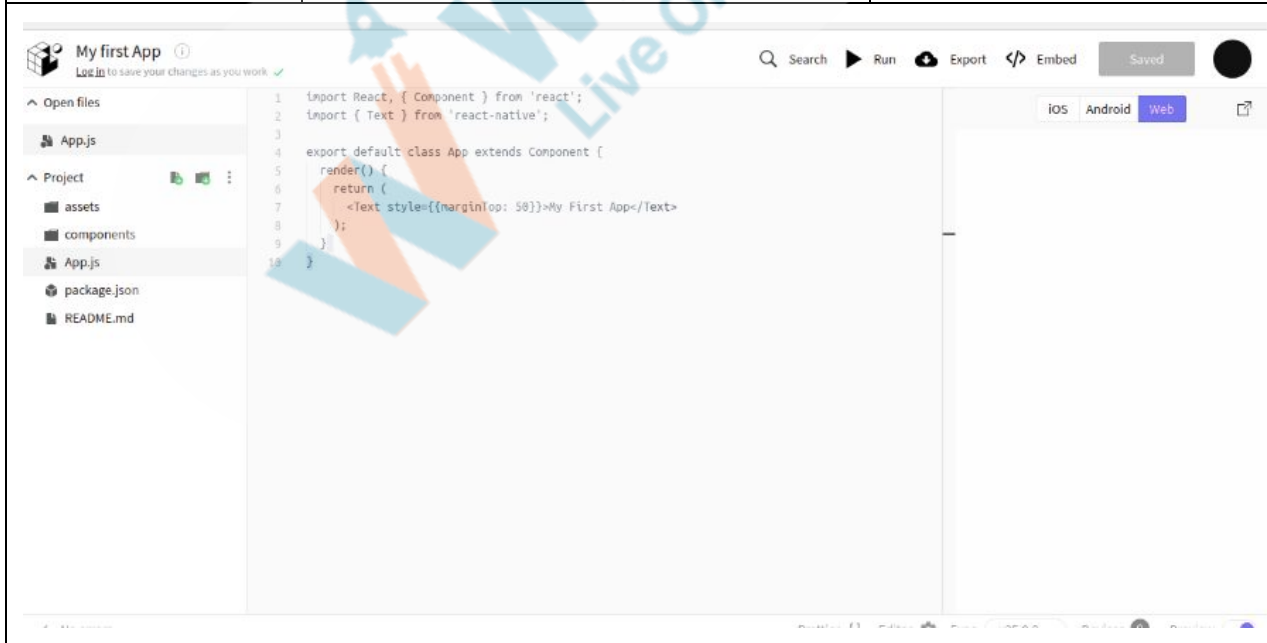 Live
My first App
Log in to save your changes as you work
Search
Run
Export
Embed
Saved
Open files
App.js
Project
assets
components
App.js
package.json
README.md
1 import React, { Component } from 'react';
2 import { Text } from 'react-native';
3
4 export default class App extends Component {
5 render() {
6 return (
7 <Text style={{marginTop: 50}}>My First App</Text>
8 );
9 }
10 }
iOS
Android
Web